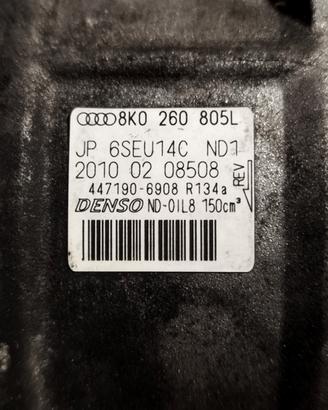 8K0 260 805L
JP 6SEU14C ND1
2010 02 08508
REV
447190-6908 R134a
DENSO ND-OIL8 150cm³